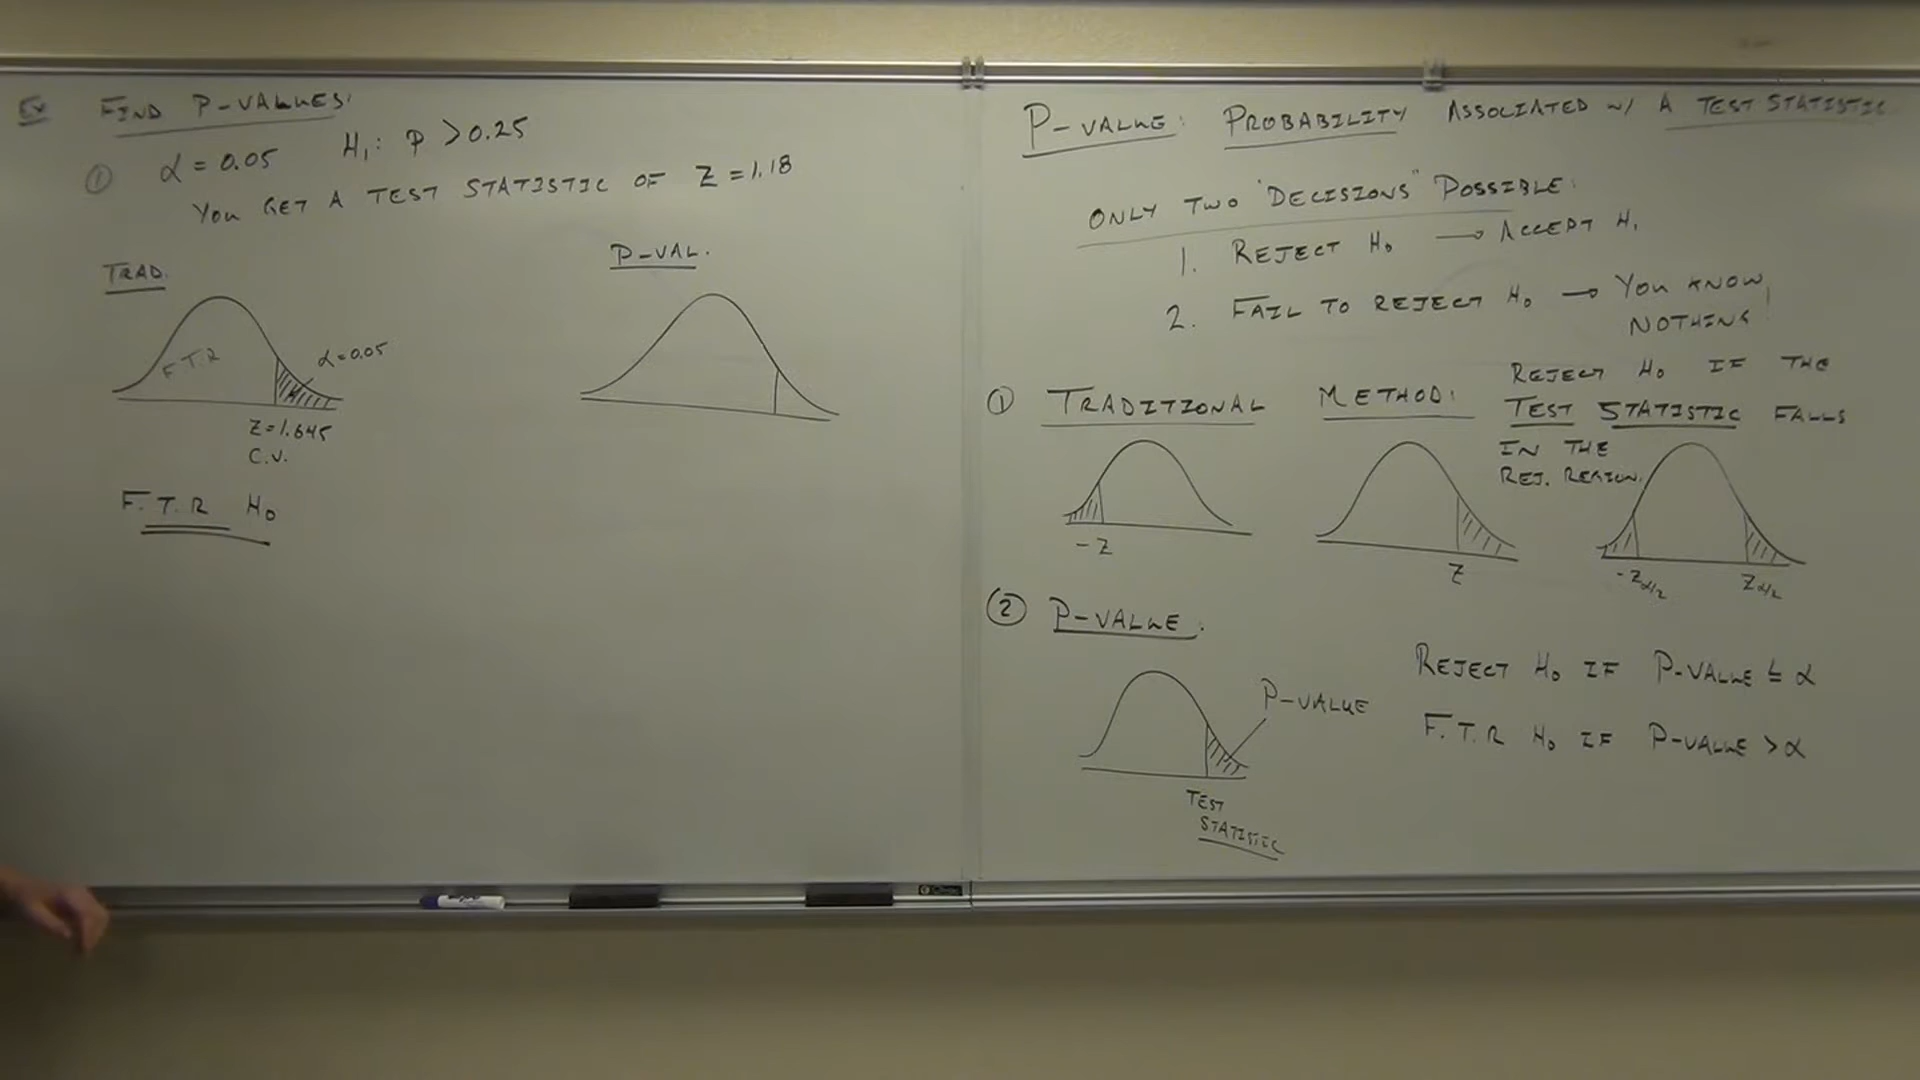 Ex FIND P-VALUES:
① α = 0.05 H₁: P > 0.25
YOU GET A TEST STATISTIC OF Z = 1.18
TRAD.
F.T.R
α=0.05
Z=1.645
C.V.
F.T.R H₀
P-VAL.
P-VALUE: PROBABILITY ASSOCIATED W/ A TEST STATISTIC
ONLY TWO "DECISIONS" POSSIBLE:
1. REJECT H₀ → ACCEPT H₁
2. FAIL TO REJECT H₀ → YOU KNOW
NOTHING!
① TRADITIONAL METHOD:
REJECT H₀ IF THE
TEST STATISTIC FALLS
IN THE
REJ. REGION.
-Z
Z
-Zα/2
Zα/2
② P-VALUE:
P-VALUE
TEST
STATISTIC
REJECT H₀ IF P-VALUE ≤ α
F.T.R H₀ IF P-VALUE > α